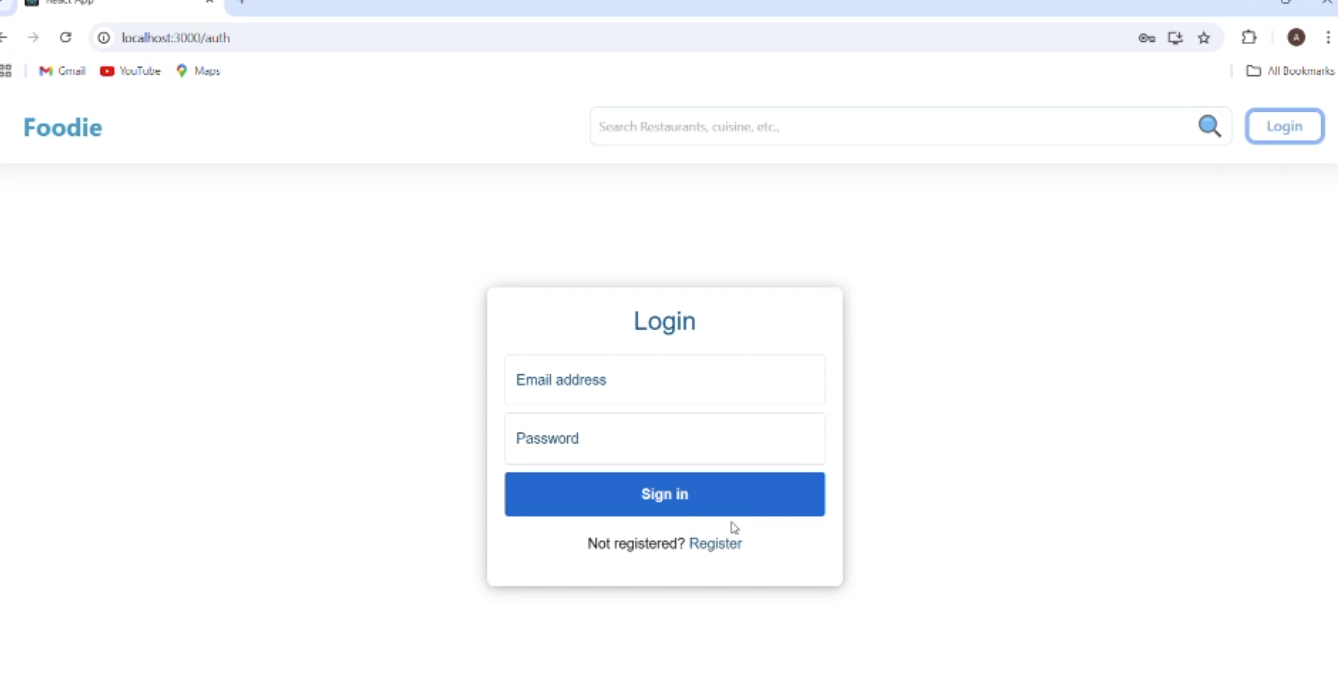 React App
localhost:3000/auth
A
Gmail YouTube Maps All Bookmarks
Foodie
Search Restaurants, cuisine, etc.,
Login
Login
Email address
Password
Sign in
Not registered? Register